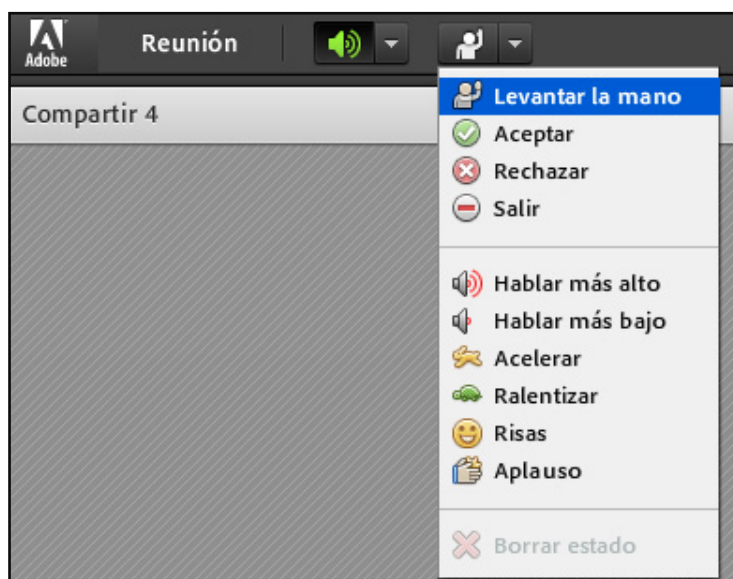 Adobe
Reunión
Compartir 4
Levantar la mano
Aceptar
Rechazar
Salir
Hablar más alto
Hablar más bajo
Acelerar
Ralentizar
Risas
Aplauso
Borrar estado